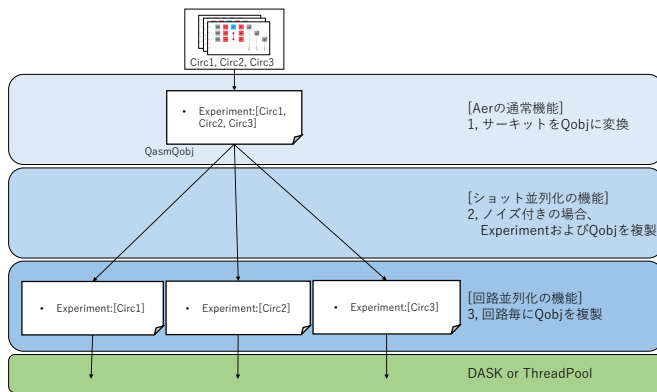 Circ1, Circ2, Circ3
• Experiment:[Circ1,
Circ2, Circ3]
QasmQobj
[Aerの通常機能]
1, サーキットをQobjに変換
[ショット並列化の機能]
2, ノイズ付きの場合、
ExperimentおよびQobjを複製
• Experiment:[Circ1]
• Experiment:[Circ2]
• Experiment:[Circ3]
[回路並列化の機能]
3, 回路毎にQobjを複製
DASK or ThreadPool